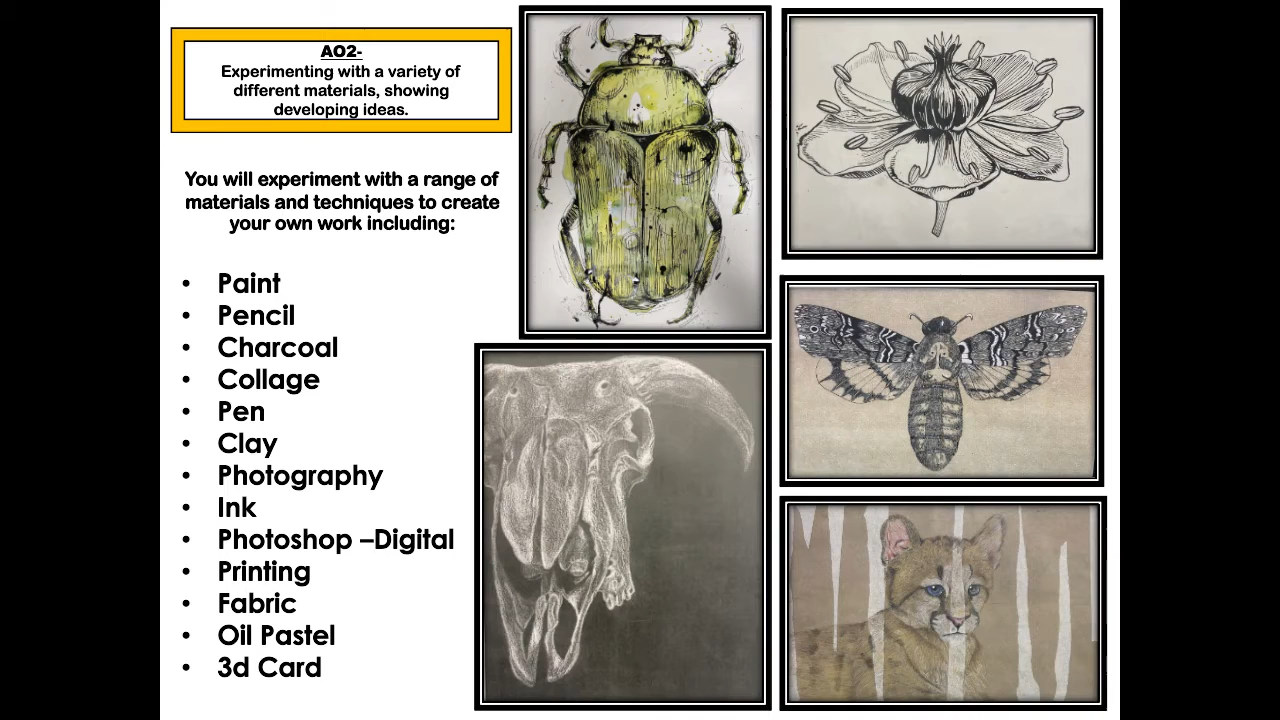 AO2-
Experimenting with a variety of
different materials, showing
developing ideas.
You will experiment with a range of
materials and techniques to create
your own work including:
• Paint
• Pencil
• Charcoal
• Collage
• Pen
• Clay
• Photography
• Ink
• Photoshop –Digital
• Printing
• Fabric
• Oil Pastel
• 3d Card